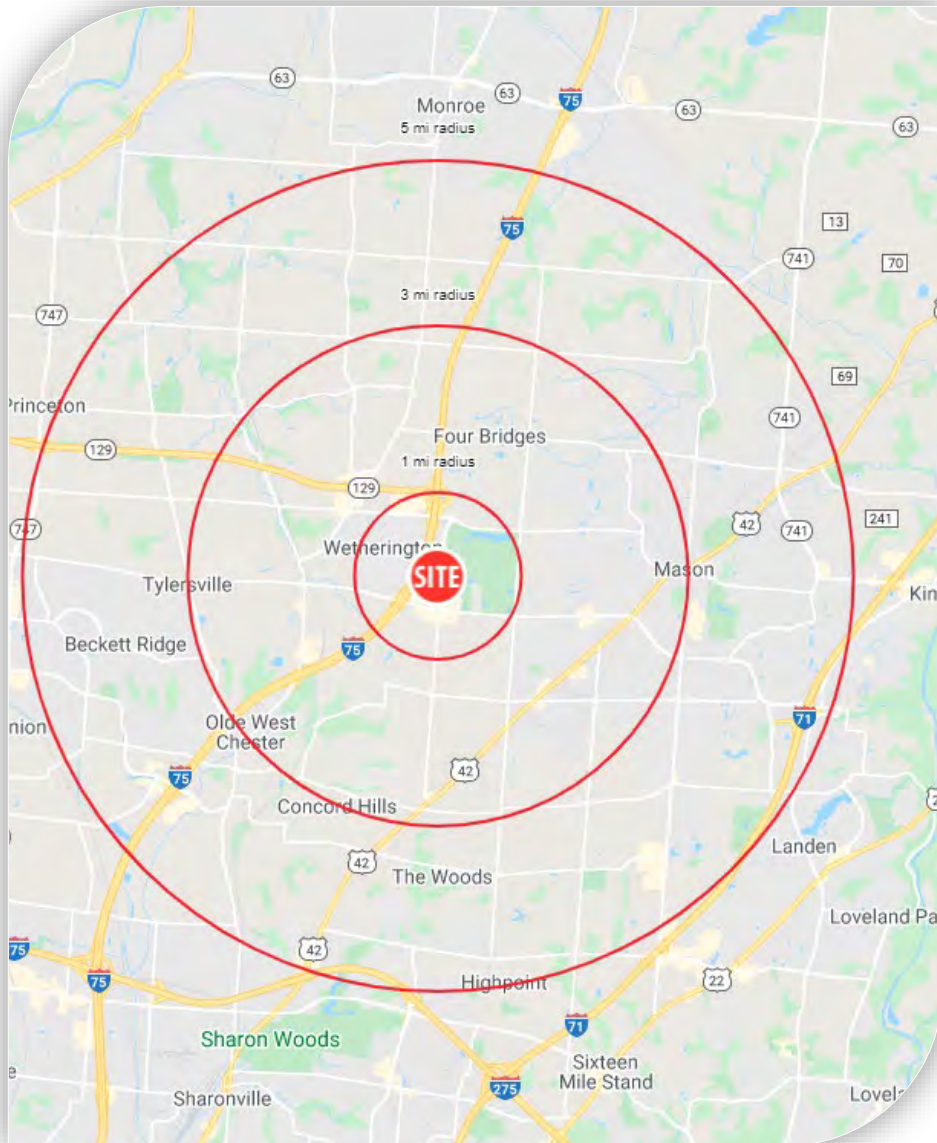 63
Monroe
63
75
63
63
5 mi radius
75
13
741
70
3 mi radius
747
69
Princeton
741
Four Bridges
129
1 mi radius
129
42
241
747
741
Wetherington
SITE
Mason
Tylersville
Kin
Beckett Ridge
75
nion
Olde West
Chester
71
75
42
Concord Hills
Landen
42
The Woods
Loveland Pa
42
75
75
Highpoint
22
71
Sharon Woods
Sixteen
Mile Stand
275
Sharonville
Lovel